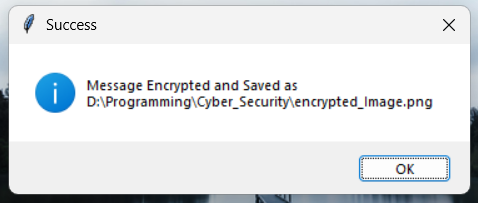 Success
Message Encrypted and Saved as
D:\Programming\Cyber_Security\encrypted_Image.png
OK